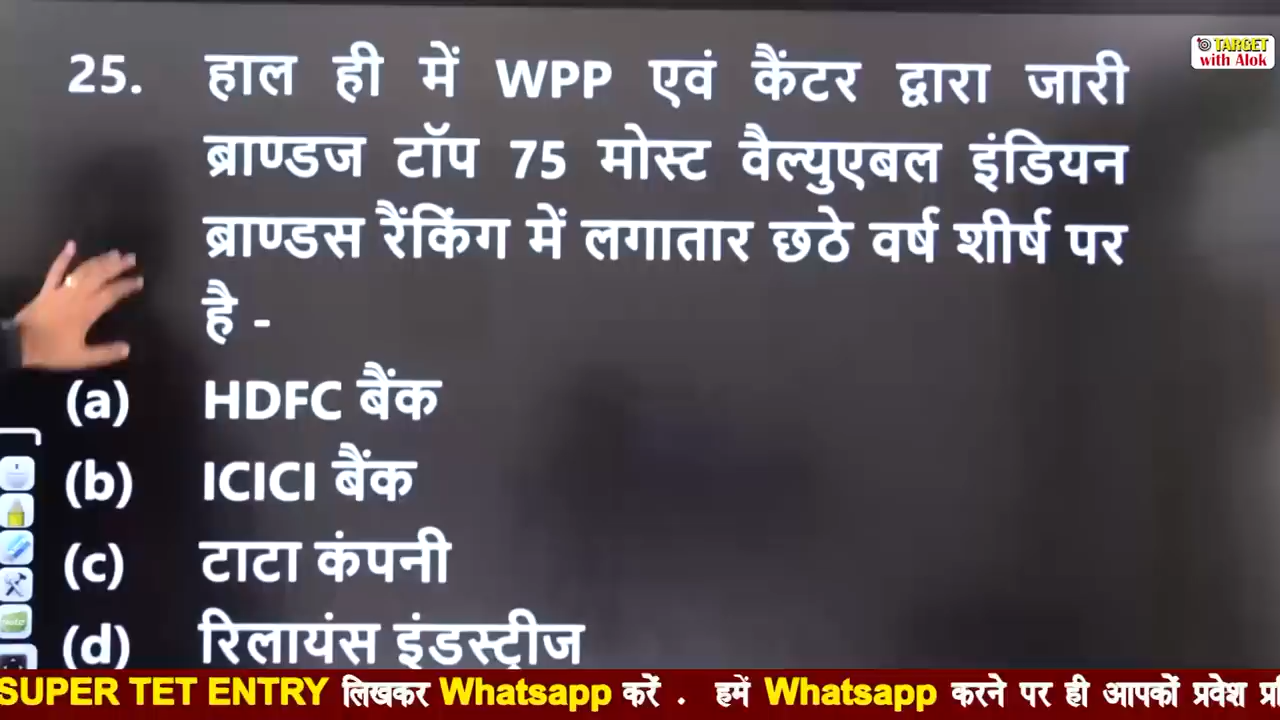 TARGET
with Alok
25. हाल ही में WPP एवं कैंटर द्वारा जारी
ब्राण्डज टॉप 75 मोस्ट वैल्युएबल इंडियन
ब्राण्डस रैंकिंग में लगातार छठे वर्ष शीर्ष पर
है -
(a) HDFC बैंक
(b) ICICI बैंक
(c) टाटा कंपनी
(d) रिलायंस इंडस्ट्रीज
SUPER TET ENTRY लिखकर Whatsapp करें . हमें Whatsapp करने पर ही आपकों प्रवेश